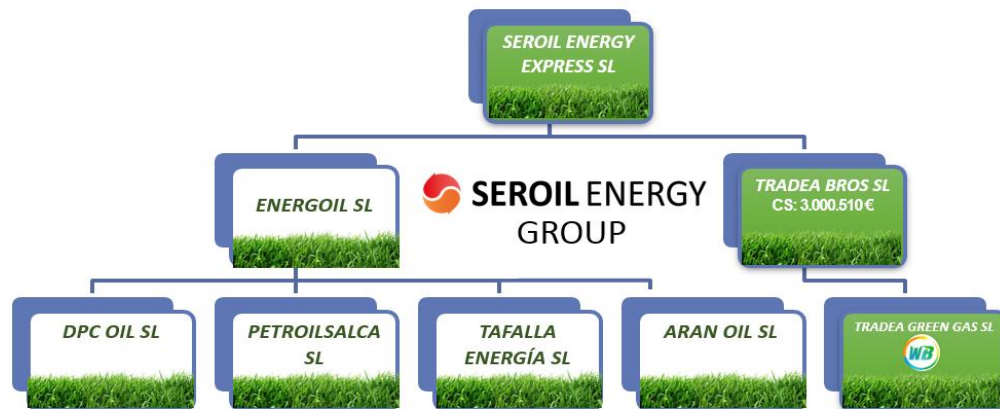 SEROIL ENERGY
EXPRESS SL
ENERGOIL SL
SEROIL ENERGY
GROUP
TRADEA BROS SL
CS: 3.000.510 €
DPC OIL SL
PETROILSALCA
SL
TAFALLA
ENERGÍA SL
ARAN OIL SL
TRADEA GREEN GAS SL
WB